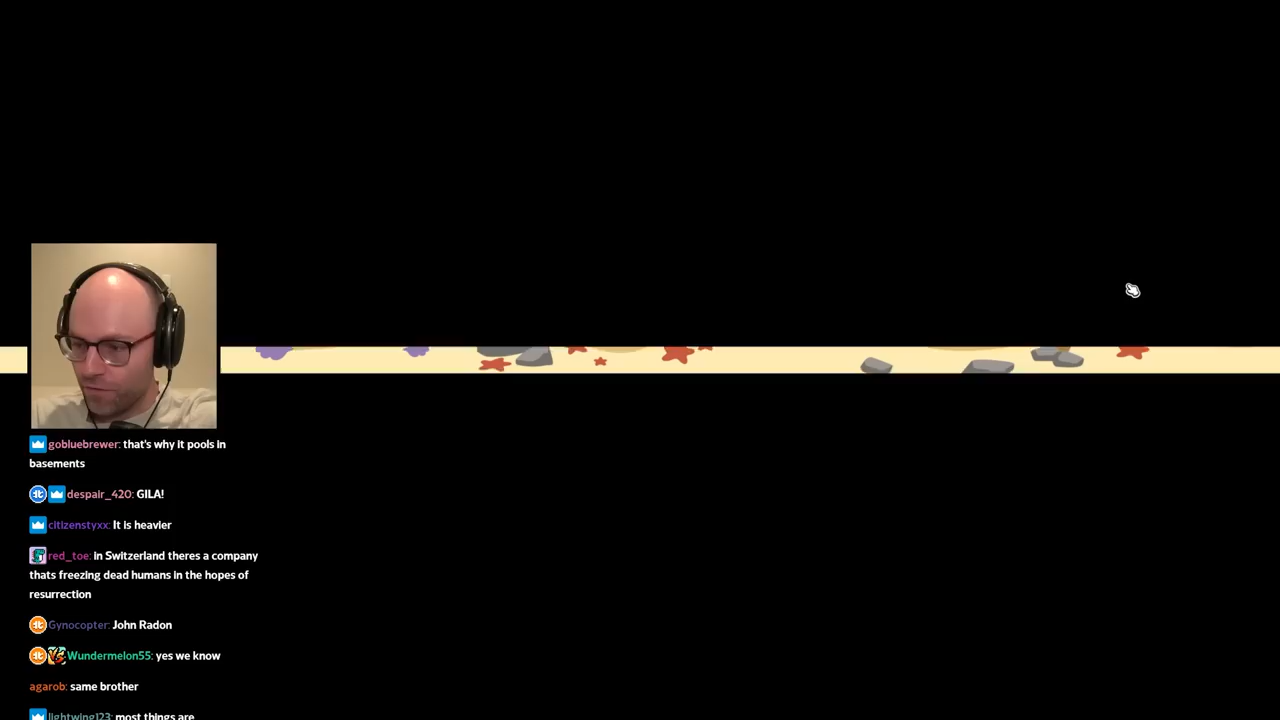 gobluebrewer: that's why it pools in
basements
despair_420: GILA!
citizenstyxx: It is heavier
red_toe: in Switzerland theres a company
thats freezing dead humans in the hopes of
resurrection
Gynocopter: John Radon
Wundermelon55: yes we know
agarob: same brother
lightwing123: most things are